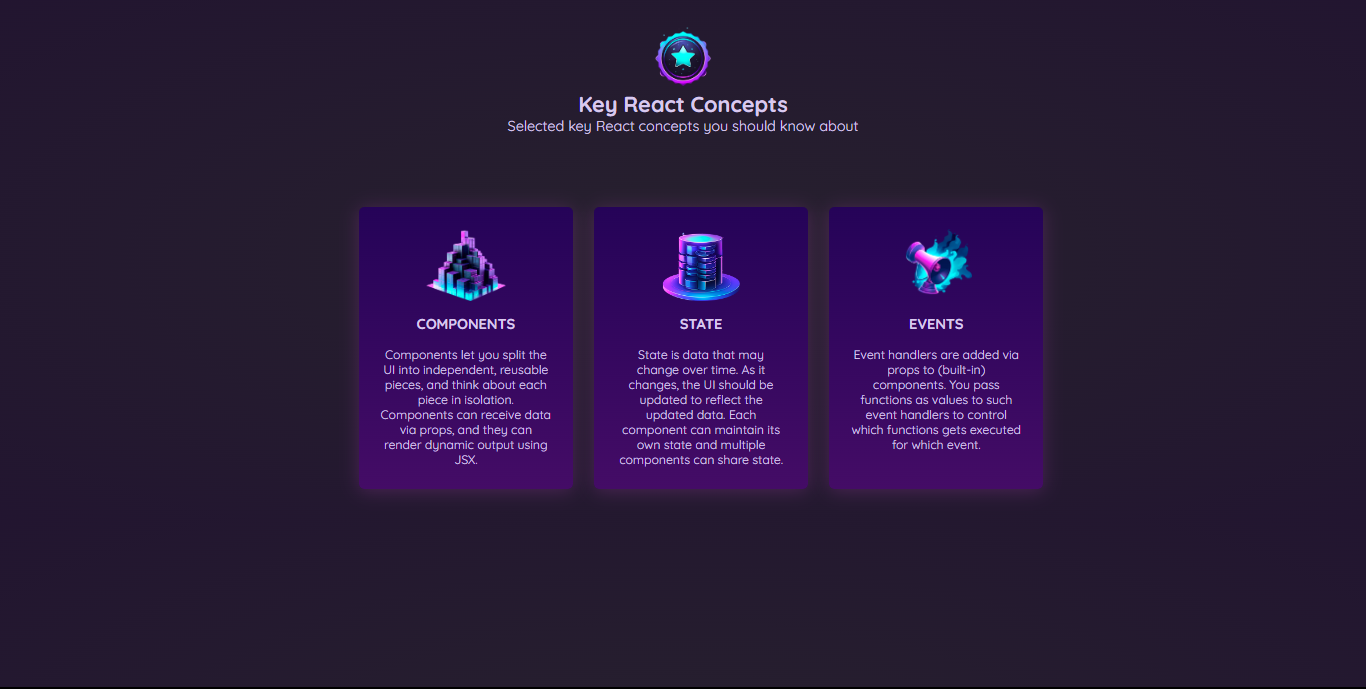 Key React Concepts
Selected key React concepts you should know about
COMPONENTS
Components let you split the
UI into independent, reusable
pieces, and think about each
piece in isolation.
Components can receive data
via props, and they can
render dynamic output using
JSX.
STATE
State is data that may
change over time. As it
changes, the UI should be
updated to reflect the
updated data. Each
component can maintain its
own state and multiple
components can share state.
EVENTS
Event handlers are added via
props to (built-in)
components. You pass
functions as values to such
event handlers to control
which functions gets executed
for which event.